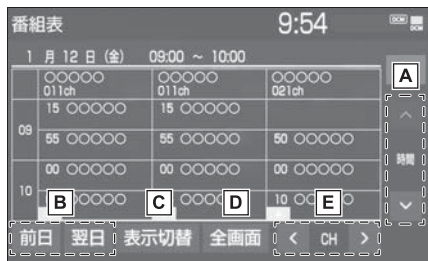 番組表 9:54 DCM DCM
1 月 12 日 (金) 09:00 ~ 10:00
A
○○○○○ ○○○○○ ○○○○○
011ch 011ch 021ch
15 ○○○○○ 15 ○○○○○
09 55 ○○○○○ 55 ○○○○○ 50 ○○○○○
時間
00 ○○○○○ 00 ○○○○○ 00 ○○○○○
10
B C D E
前日 翌日 表示切替 全画面 < CH >